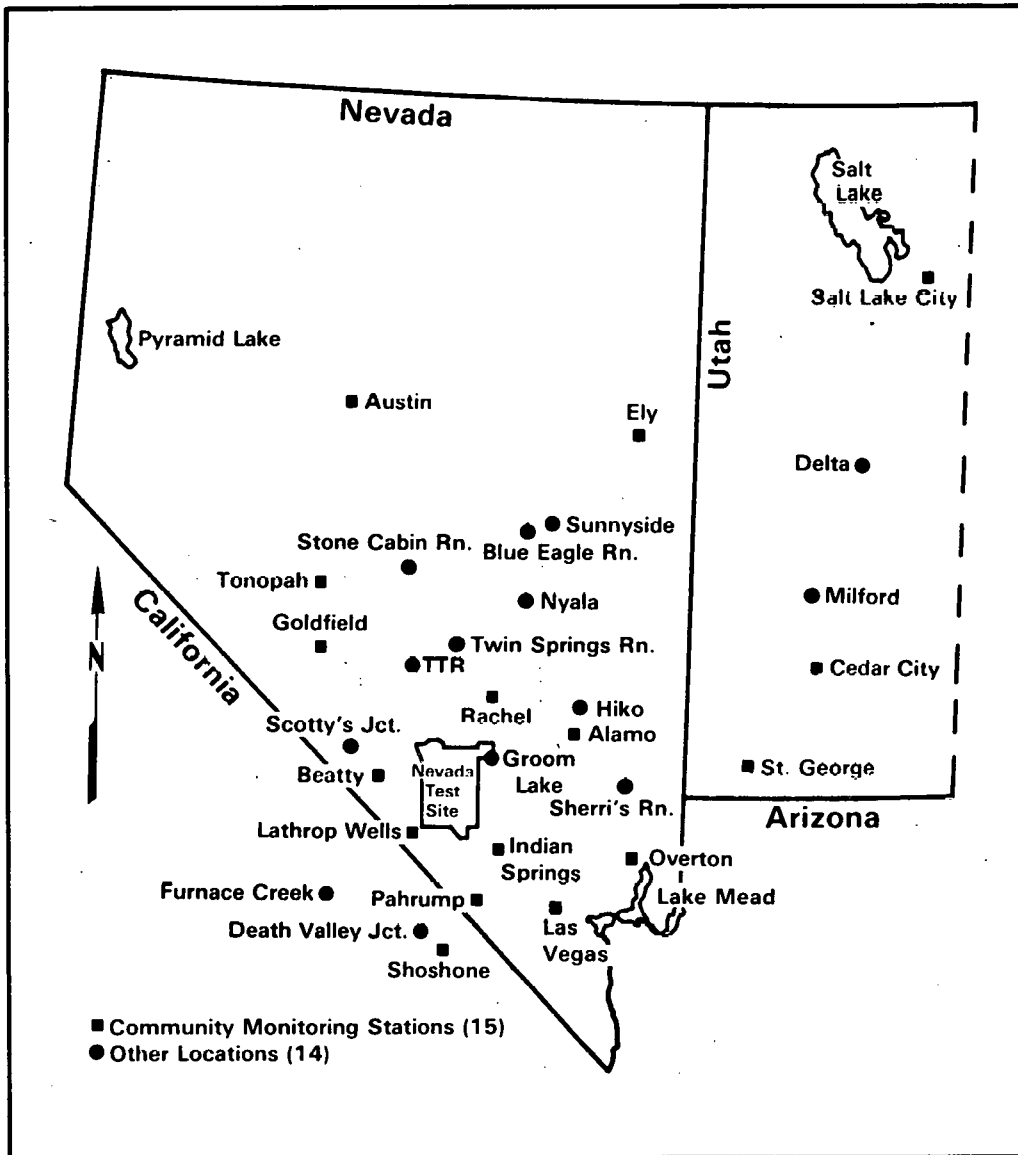 Nevada
Salt
Lake
Salt Lake City
Pyramid Lake
Utah
Austin
Ely
Delta
Sunnyside
Blue Eagle Rn.
Stone Cabin Rn.
Tonopah
Nyala
Milford
California
Goldfield
Twin Springs Rn.
N
TTR
Cedar City
Rachel
Hiko
Alamo
Scotty's Jct.
Beatty
Nevada
Test
Site
Groom
Lake
St. George
Sherri's Rn.
Arizona
Lathrop Wells
Indian
Springs
Overton
Furnace Creek
Pahrump
Lake Mead
Death Valley Jct.
Las
Vegas
Shoshone
Community Monitoring Stations (15)
Other Locations (14)